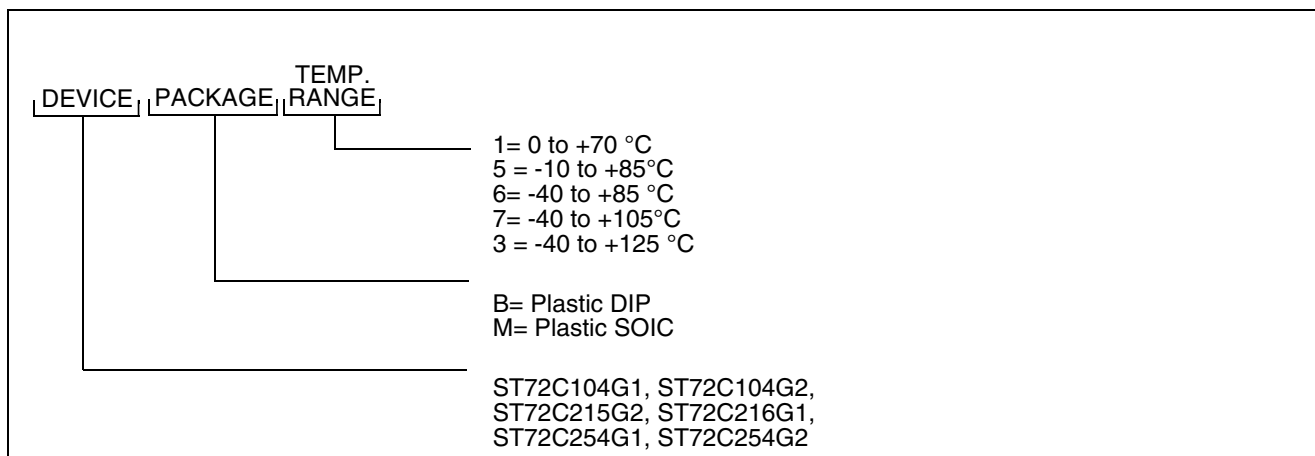 TEMP.
DEVICE PACKAGE RANGE
1= 0 to +70 °C
5 = -10 to +85°C
6= -40 to +85 °C
7= -40 to +105°C
3 = -40 to +125 °C
B= Plastic DIP
M= Plastic SOIC
ST72C104G1, ST72C104G2,
ST72C215G2, ST72C216G1,
ST72C254G1, ST72C254G2